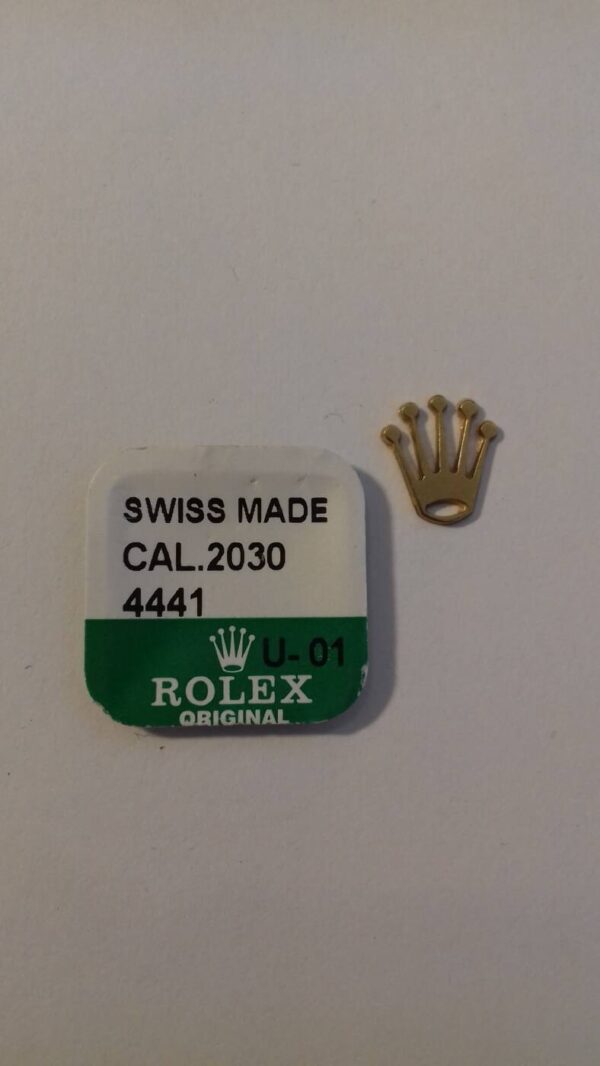 SWISS MADE
CAL.2030
4441
U-01
ROLEX
ORIGINAL